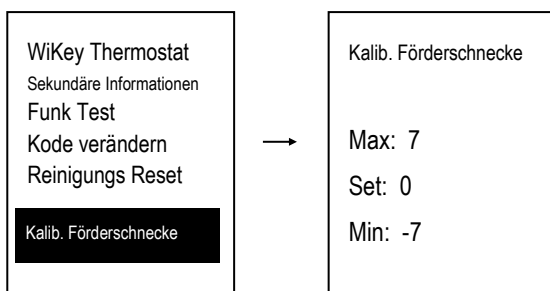 WiKey Thermostat
Sekundäre Informationen
Funk Test
Kode verändern
Reinigungs Reset
Kalib. Förderschnecke
Kalib. Förderschnecke
Max: 7
Set: 0
Min: -7